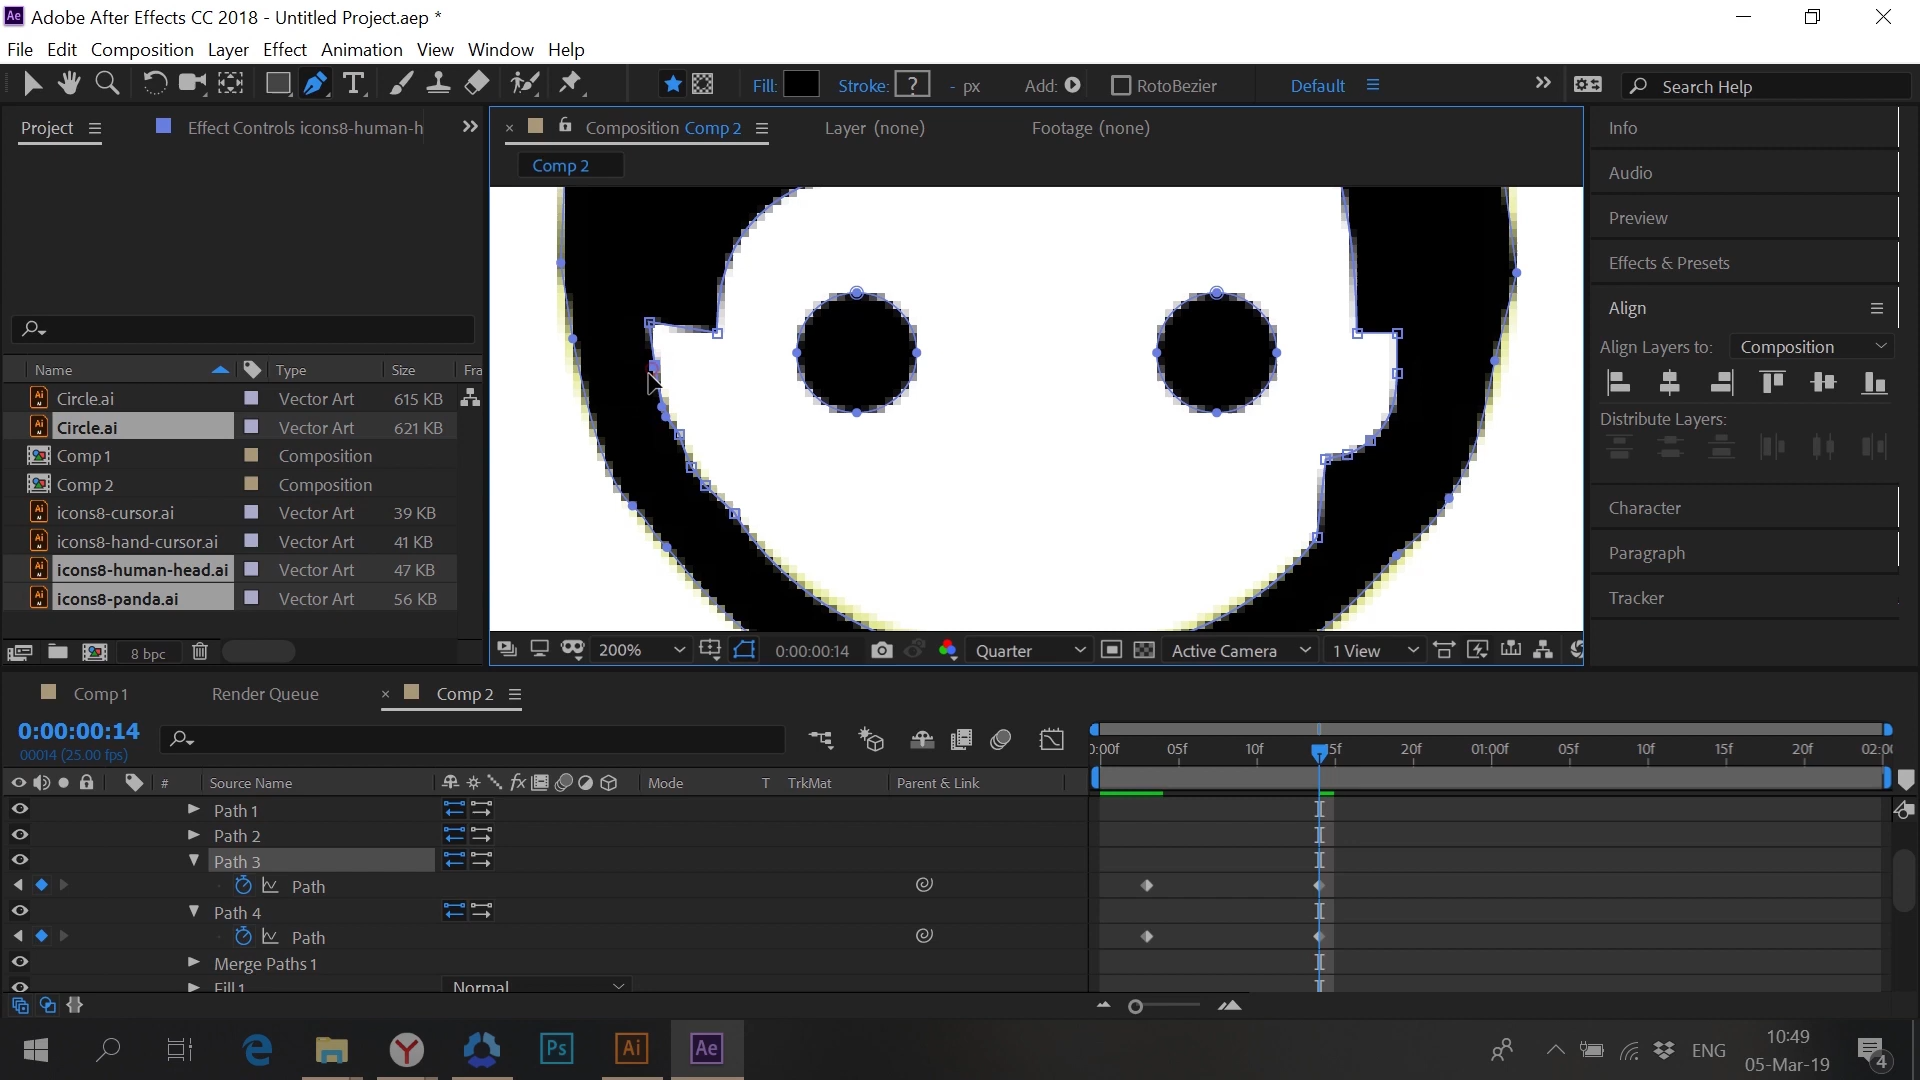 Ae Adobe After Effects CC 2018 - Untitled Project.aep *
File Edit Composition Layer Effect Animation View Window Help
Fill: Stroke: ? - px Add: RotoBezier Default Search Help
Project Effect Controls icons8-human-h Composition Comp 2 Layer (none) Footage (none)
Comp 2
Info
Audio
Preview
Effects & Presets
Align
Align Layers to: Composition
Distribute Layers:
Character
Paragraph
Tracker
Name Type Size Fra
Circle.ai Vector Art 615 KB
Circle.ai Vector Art 621 KB
Comp 1 Composition
Comp 2 Composition
icons8-cursor.ai Vector Art 39 KB
icons8-hand-cursor.ai Vector Art 41 KB
icons8-human-head.ai Vector Art 47 KB
icons8-panda.ai Vector Art 56 KB
8 bpc
200% 0:00:00:14 Quarter Active Camera 1 View
Comp 1 Render Queue Comp 2
0:00:00:14
00014 (25.00 fps)
0:00f 05f 10f 15f 20f 01:00f 05f 10f 15f 20f 02:00
# Source Name Mode T TrkMat Parent & Link
Path 1
Path 2
Path 3
Path
Path 4
Path
Merge Paths 1
Fill 1 Normal
Ps Ai Ae
ENG
10:49
05-Mar-19
4